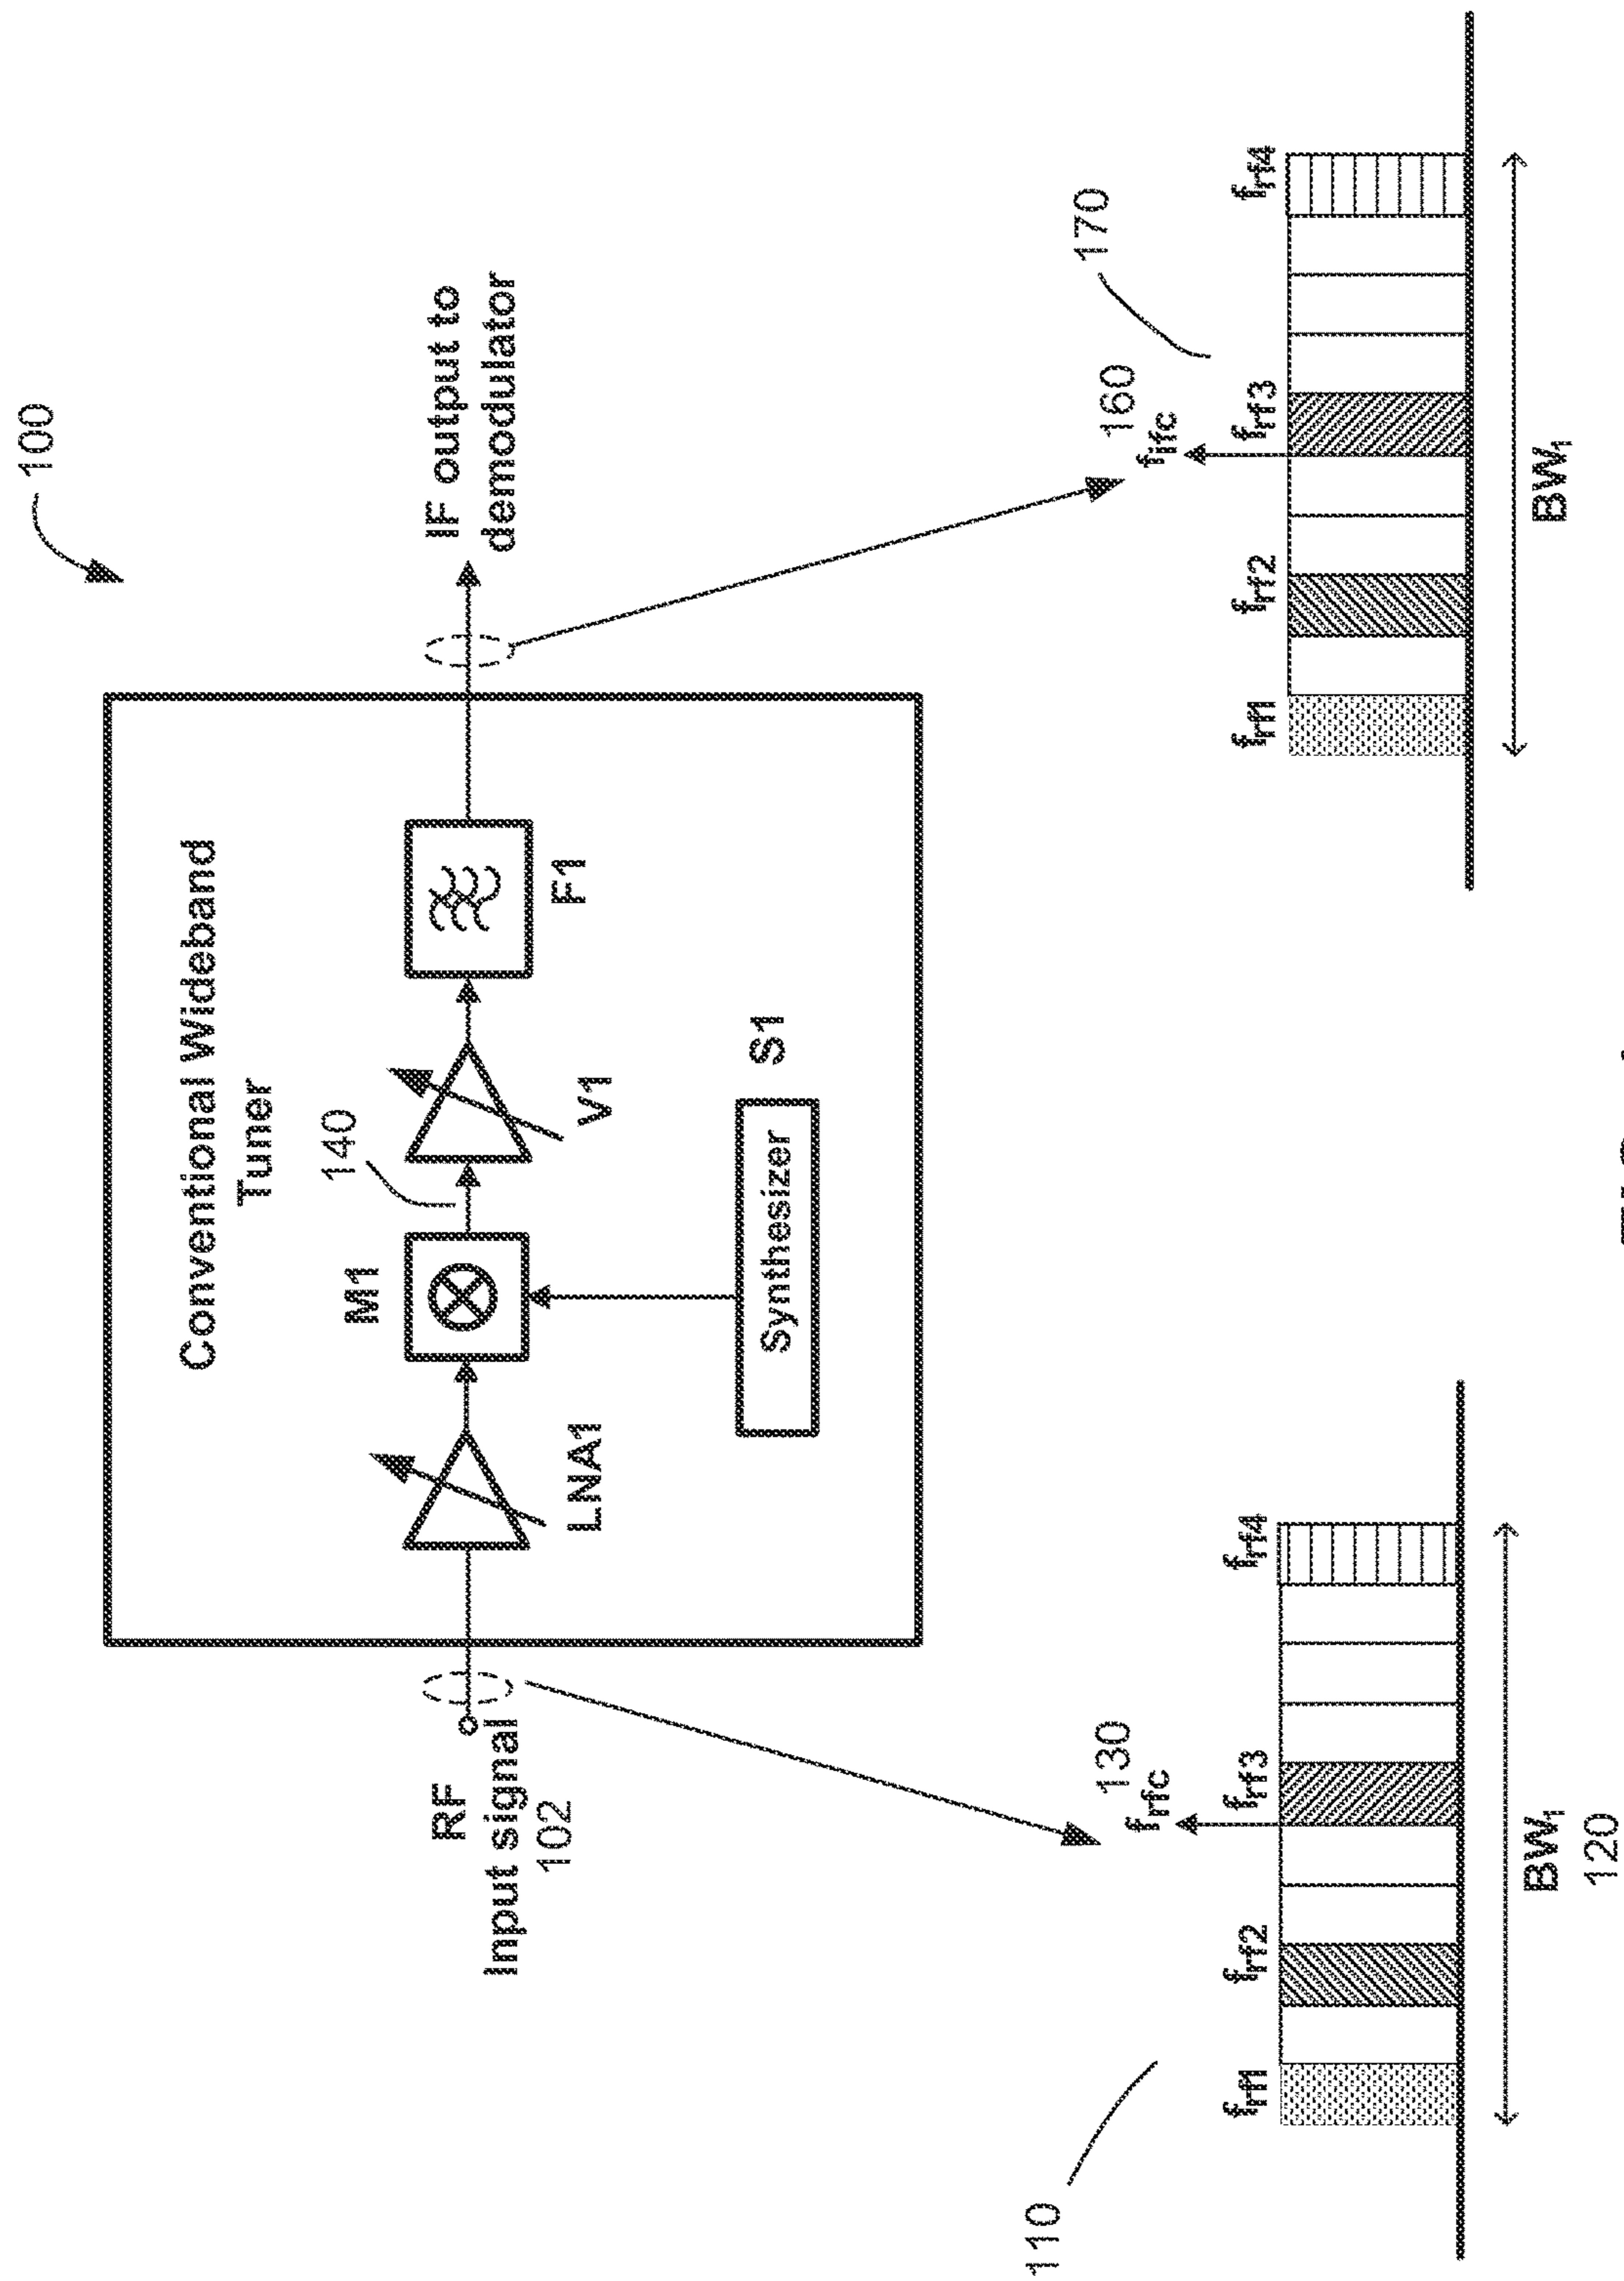 100
Conventional Wideband
Tuner
RF
Input signal
102
LNA1
M1
140
V1
F1
Synthesizer
S1
IF output to
demodulator
110
130
frfc
frf1
frf2
frf3
frf4
BW1
120
160
fifc
170
frf1
frf2
frf3
frf4
BW1